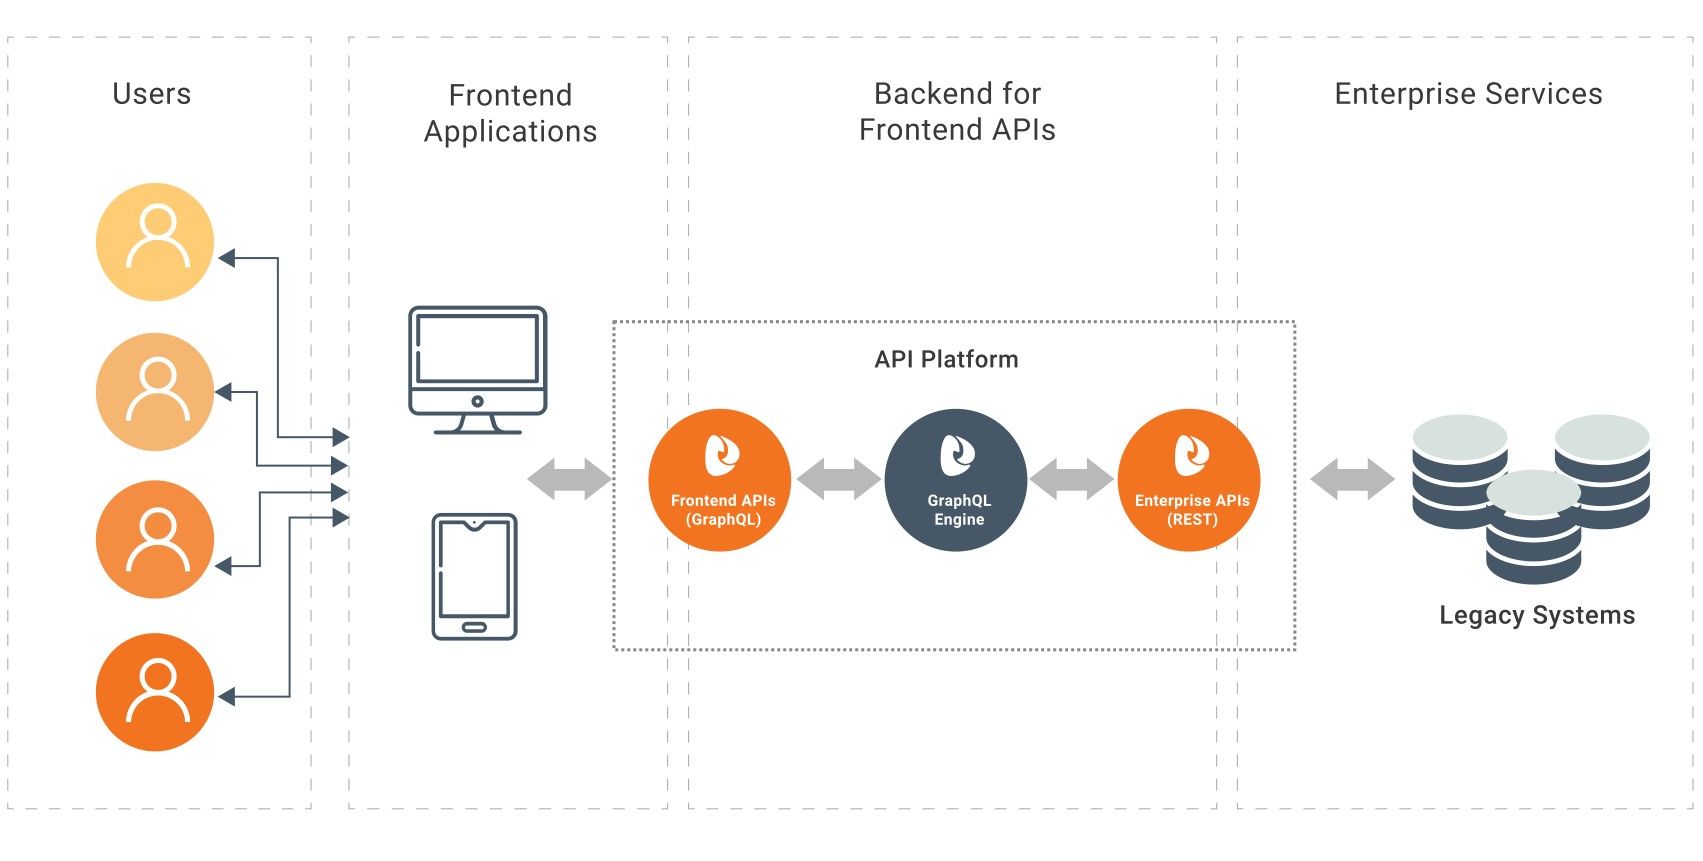 Users
Frontend
Applications
Backend for
Frontend APIs
Enterprise Services
API Platform
Frontend APIs
(GraphQL)
GraphQL
Engine
Enterprise APIs
(REST)
Legacy Systems